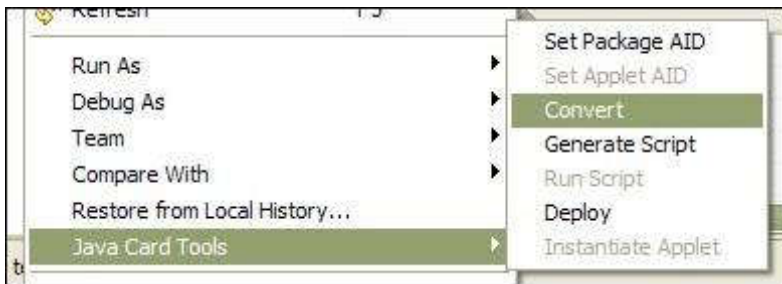 Refresh
Run As
Debug As
Team
Compare With
Restore from Local History...
Java Card Tools
Set Package AID
Set Applet AID
Convert
Generate Script
Run Script
Deploy
Instantiate Applet